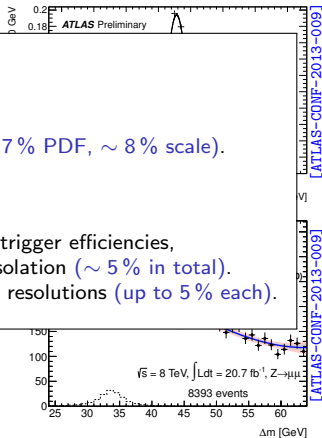 0.2
ATLAS Preliminary
0.18
7 % PDF, ∼ 8 % scale).
trigger efficiencies,
solation (∼ 5 % in total).
resolutions (up to 5 % each).
150
100
50
0
√s = 8 TeV, ∫Ldt = 20.7 fb⁻¹, Z→μμ
8393 events
25 30 35 40 45 50 55 60
Δm [GeV]
[ATLAS-CONF-2013-009]
[ATLAS-CONF-2013-009]